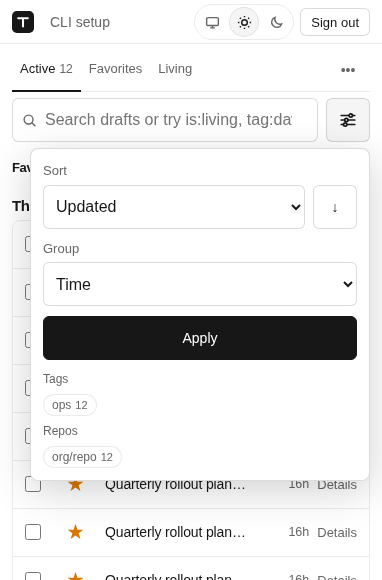 T CLI setup Sign out
Active 12 Favorites Living •••
Search drafts or try is:living, tag:da
Fav
Sort
Updated ↓
Th
Group
Time
Apply
Tags
ops 12
Repos
org/repo 12
Quarterly rollout plan… 16h Details
Quarterly rollout plan… 16h Details
Quarterly rollout plan… 16h Details